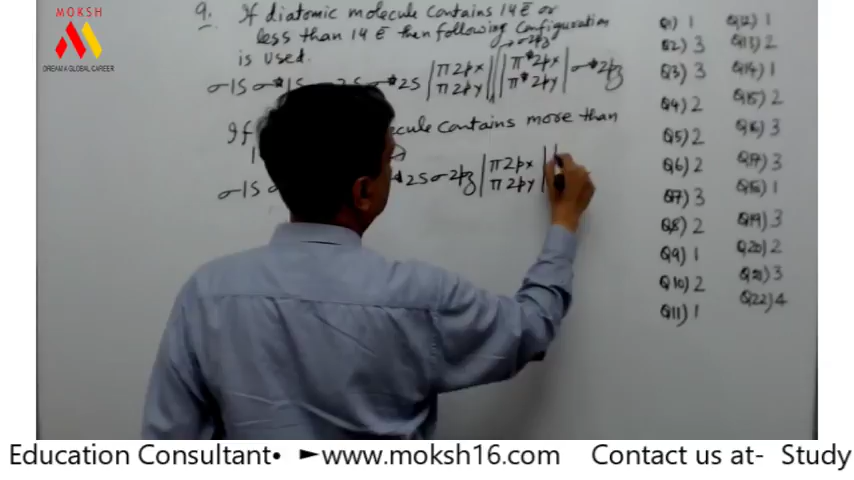 MOKSH
DREAM A GLOBAL CAREER
9. If diatomic molecule contains 14 ē or
less than 14 ē then following configuration
is used.
σ2pz
σ1S σ*1S σ*2S |π2px π2py| |π*2px π*2py| σ*2pz
If cule contains more than
σ1S 2S σ2pz |π2px π2py|
Q1) 1
Q2) 3
Q3) 3
Q4) 2
Q5) 2
Q6) 2
Q7) 3
Q8) 2
Q9) 1
Q10) 2
Q11) 1
Q12) 1
Q13) 2
Q14) 1
Q15) 2
Q16) 3
Q17) 3
Q18) 1
Q19) 3
Q20) 2
Q21) 3
Q22) 4
Education Consultant• ►www.moksh16.com Contact us at- Study